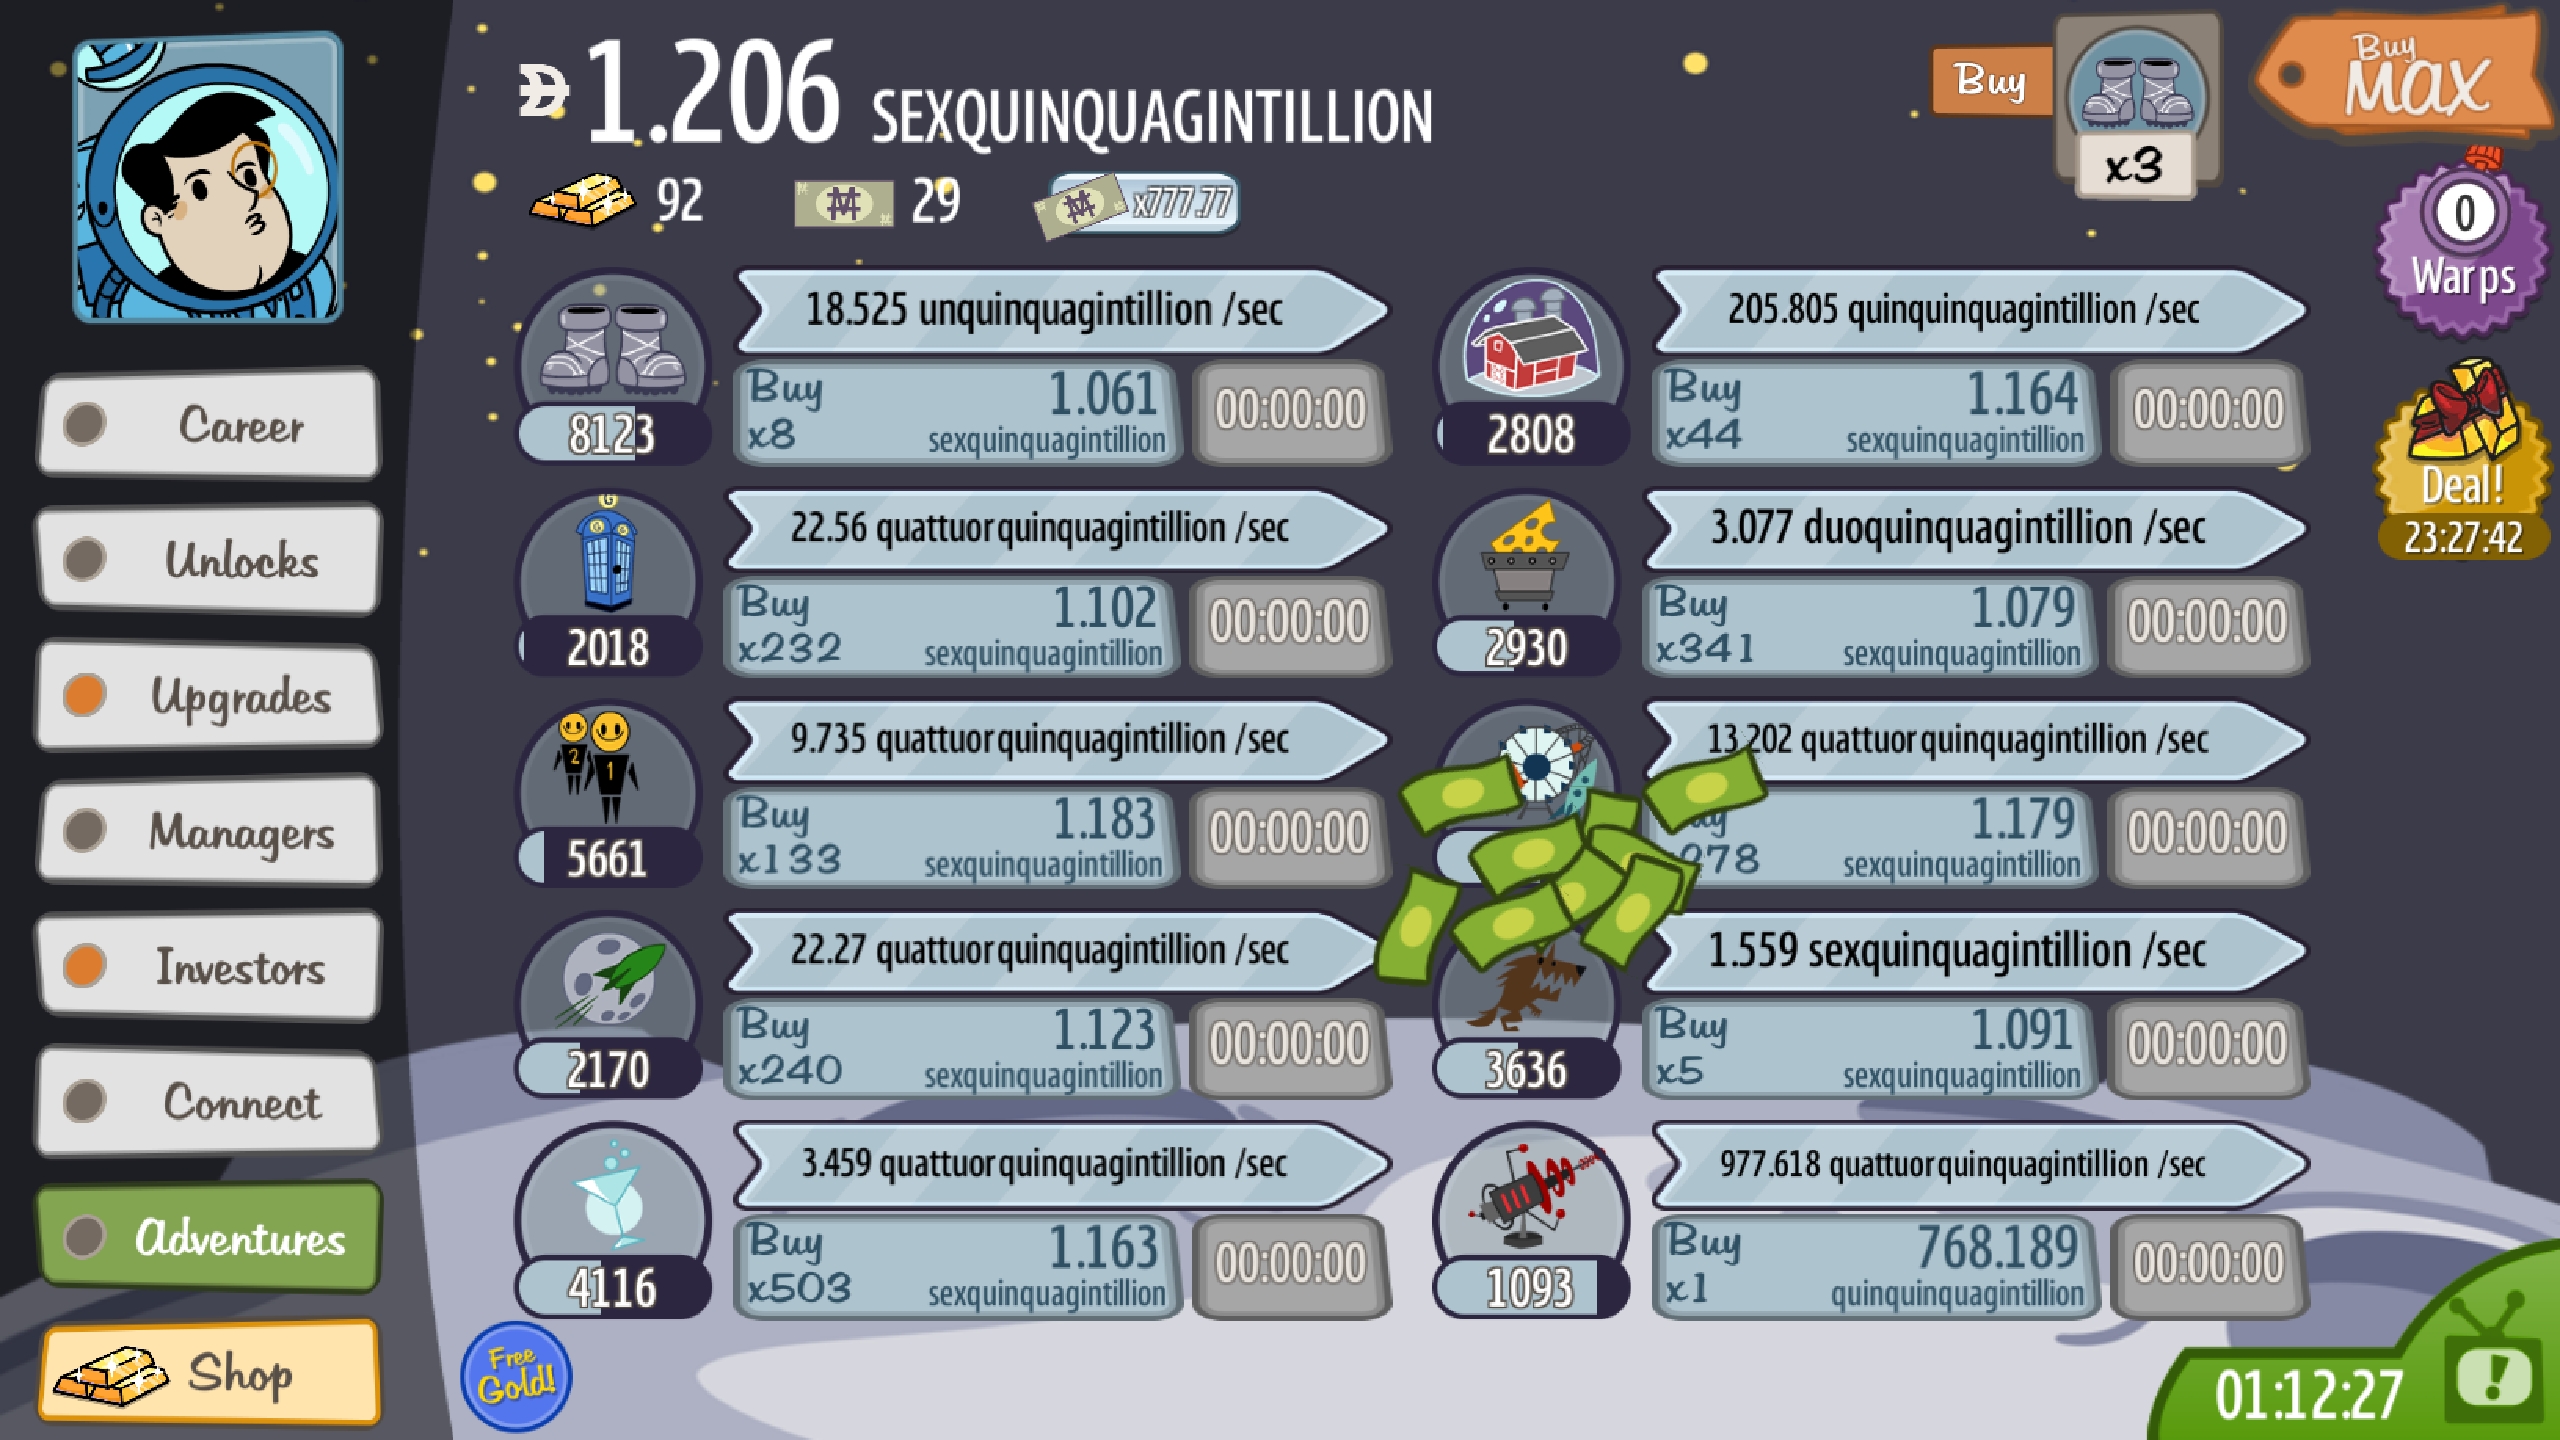 1.206 SEXQUINQUAGINTILLION
92 29 x777.77
Buy
x3
Buy
MAX
0
Warps
Deal!
23:27:42
Career
Unlocks
Upgrades
Managers
Investors
Connect
Adventures
Shop
18.525 unquinquagintillion /sec
Buy 1.061
x8 sexquinquagintillion
00:00:00
8123
205.805 quinquinquagintillion /sec
Buy 1.164
x44 sexquinquagintillion
00:00:00
2808
22.56 quattuorquinquagintillion /sec
Buy 1.102
x232 sexquinquagintillion
00:00:00
2018
3.077 duoquinquagintillion /sec
Buy 1.079
x341 sexquinquagintillion
00:00:00
2930
2 1
9.735 quattuorquinquagintillion /sec
Buy 1.183
x133 sexquinquagintillion
00:00:00
5661
13.202 quattuorquinquagintillion /sec
1.179
278 sexquinquagintillion
00:00:00
22.27 quattuorquinquagintillion /sec
Buy 1.123
x240 sexquinquagintillion
00:00:00
2170
1.559 sexquinquagintillion /sec
Buy 1.091
x5 sexquinquagintillion
00:00:00
3636
3.459 quattuorquinquagintillion /sec
Buy 1.163
x503 sexquinquagintillion
00:00:00
4116
977.618 quattuorquinquagintillion /sec
Buy 768.189
x1 quinquinquagintillion
00:00:00
1093
Free
Gold!
01:12:27
!